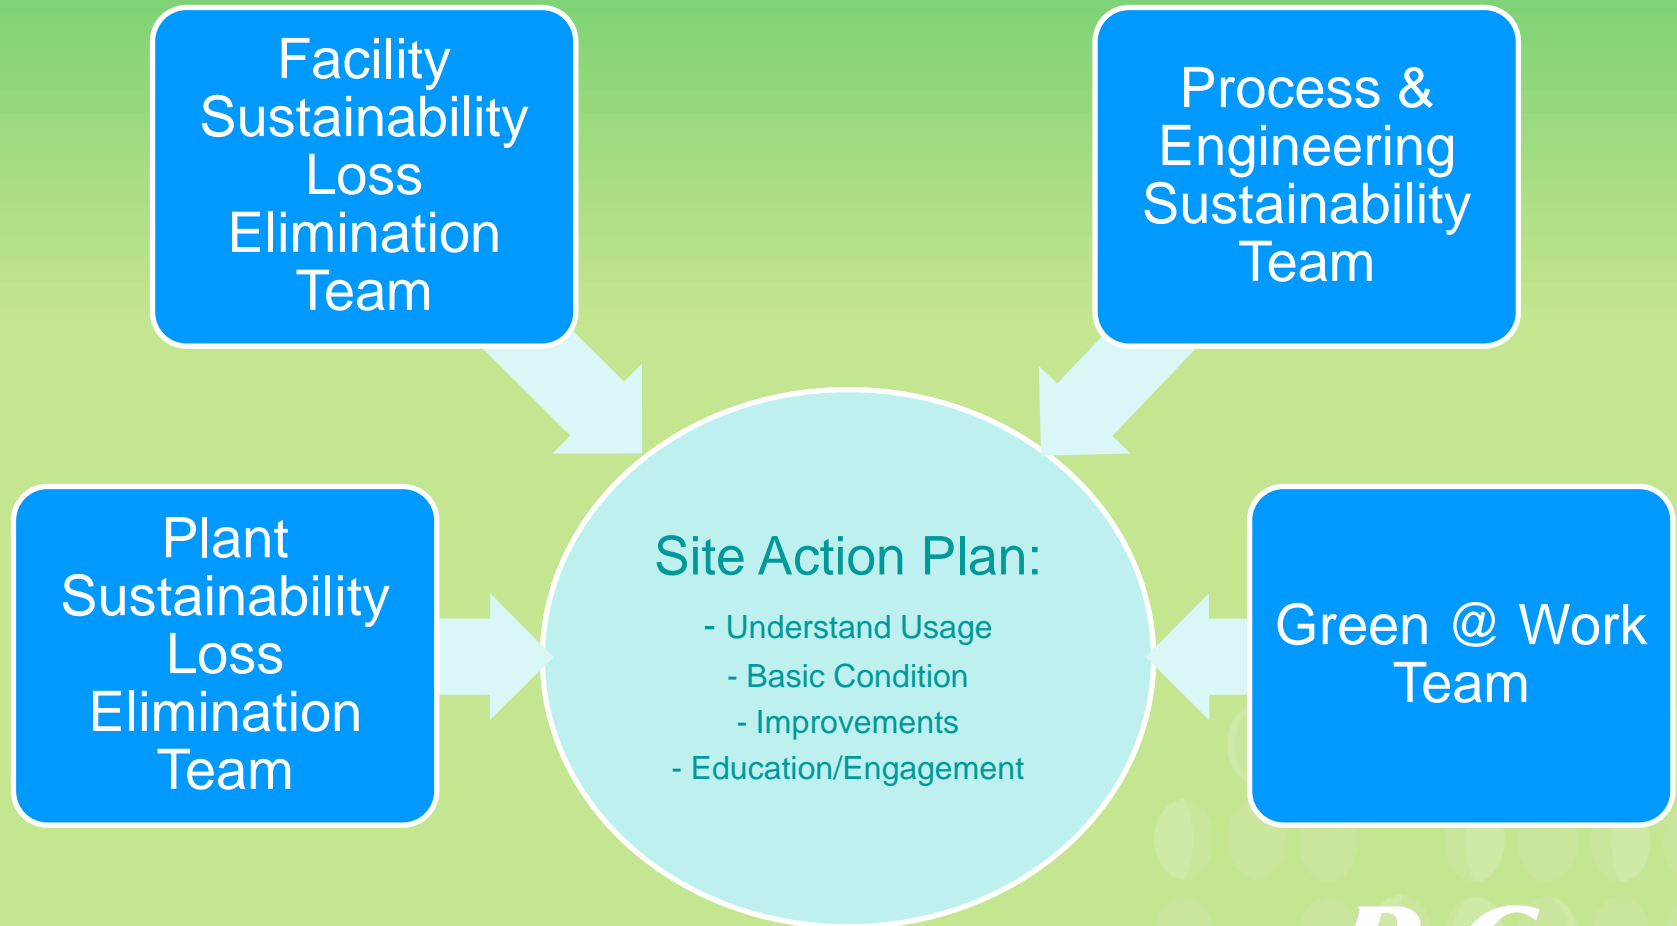 Facility
Sustainability
Loss
Elimination
Team
Process &
Engineering
Sustainability
Team
Plant
Sustainability
Loss
Elimination
Team
Site Action Plan:
- Understand Usage
- Basic Condition
- Improvements
- Education/Engagement
Green @ Work
Team